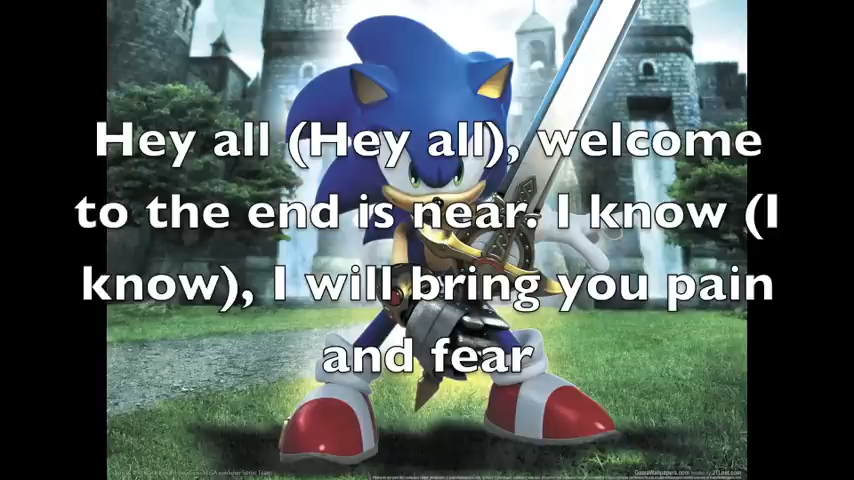 Hey all (Hey all), welcome
to the end is near. I know (I
know), I will bring you pain
and fear